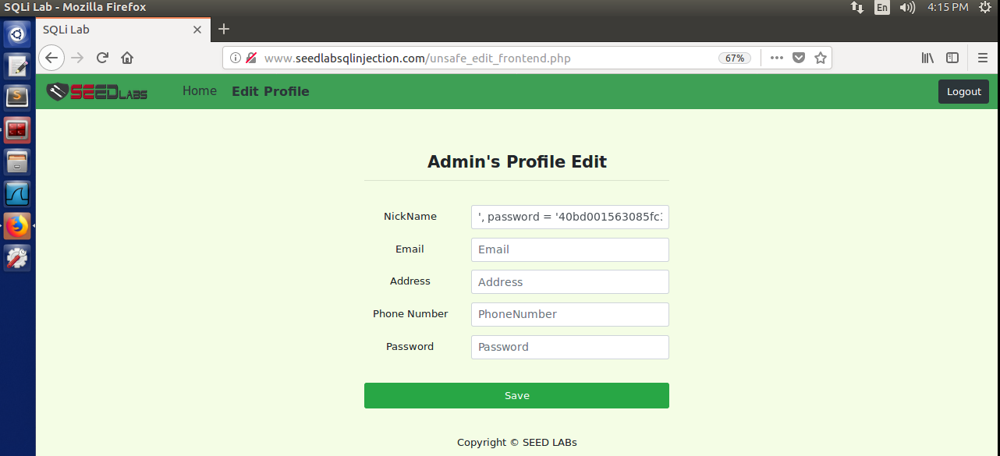 SQLi Lab - Mozilla Firefox
En
4:15 PM
SQLi Lab
www.seedlabsqlinjection.com/unsafe_edit_frontend.php
67%
SEEDLABS
Home
Edit Profile
Logout
Admin's Profile Edit
NickName
', password = '40bd001563085fc3
Email
Email
Address
Address
Phone Number
PhoneNumber
Password
Password
Save
Copyright © SEED LABs